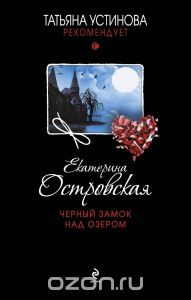 ТАТЬЯНА УСТИНОВА
РЕКОМЕНДУЕТ
Екатерина
Островская
ЧЕРНЫЙ ЗАМОК
НАД ОЗЕРОМ
ozon.ru